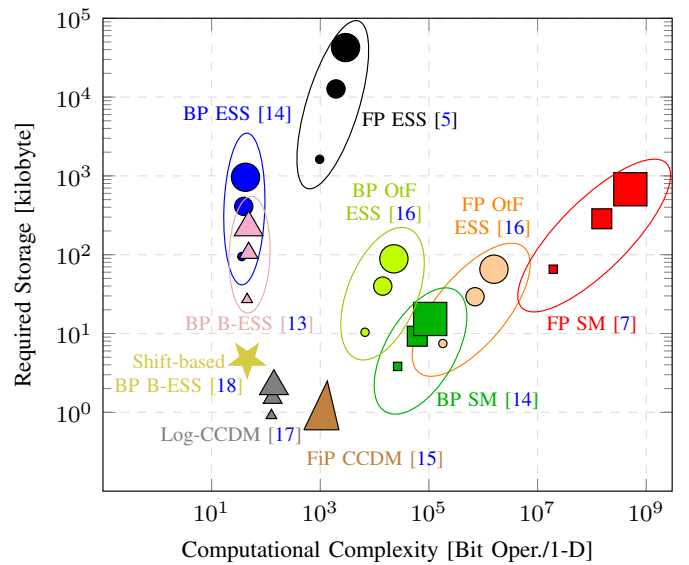 10^5
10^4
10^3
10^2
10^1
10^0
Required Storage [kilobyte]
BP ESS [14]
FP ESS [5]
BP OtF
ESS [16]
FP OtF
ESS [16]
BP B-ESS [13]
FP SM [7]
Shift-based
BP B-ESS [18]
BP SM [14]
Log-CCDM [17]
FiP CCDM [15]
10^1
10^3
10^5
10^7
10^9
Computational Complexity [Bit Oper./1-D]